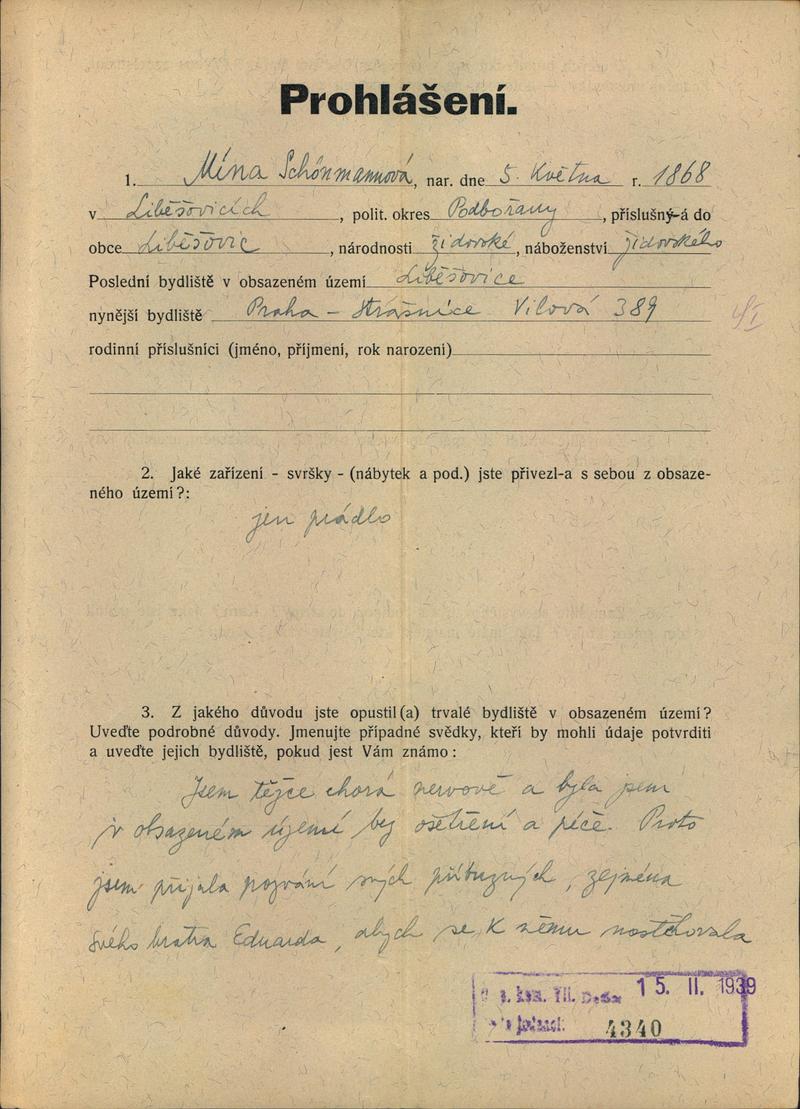 Prohlášení.
1. Mína Schönmannová, nar. dne 5. Května r. 1868
v Liběšovicích, polit. okres Podbořany, příslušný-á do
obce Liběšovic, národnosti židovské, náboženství židovského
Poslední bydliště v obsazeném území Liběšovice
nynější bydliště Praha - Strašnice Vilová 389
rodinní příslušníci (jméno, příjmení, rok narození)
2. Jaké zařízení - svršky - (nábytek a pod.) jste přivezl-a s sebou z obsaze-
ného území?:
jen prádlo
3. Z jakého důvodu jste opustil(a) trvalé bydliště v obsazeném území?
Uveďte podrobné důvody. Jmenujte případné svědky, kteří by mohli údaje potvrditi
a uveďte jejich bydliště, pokud jest Vám známo:
Jsem těžce chorá nervově a byla jsem
v obsazeném území bez ošetření a péče. Proto
jsem přijala pozvání svých příbuzných, zejména
svého bratra Eduarda, abych se k němu nastěhovala
15. II. 1939
4340